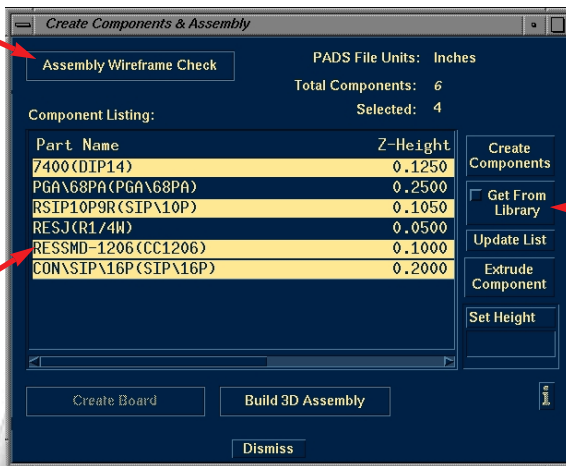 Create Components & Assembly
Assembly Wireframe Check
PADS File Units: Inches
Total Components: 6
Selected: 4
Component Listing:
Part Name Z-Height
7400(DIP14) 0.1250
PGA\68PA(PGA\68PA) 0.2500
RSIP10P9R(SIP\10P) 0.1050
RESJ(R1/4W) 0.0500
RESSMD-1206(CC1206) 0.1000
CON\SIP\16P(SIP\16P) 0.2000
Create
Components
Get From
Library
Update List
Extrude
Component
Set Height
Create Board
Build 3D Assembly
Dismiss